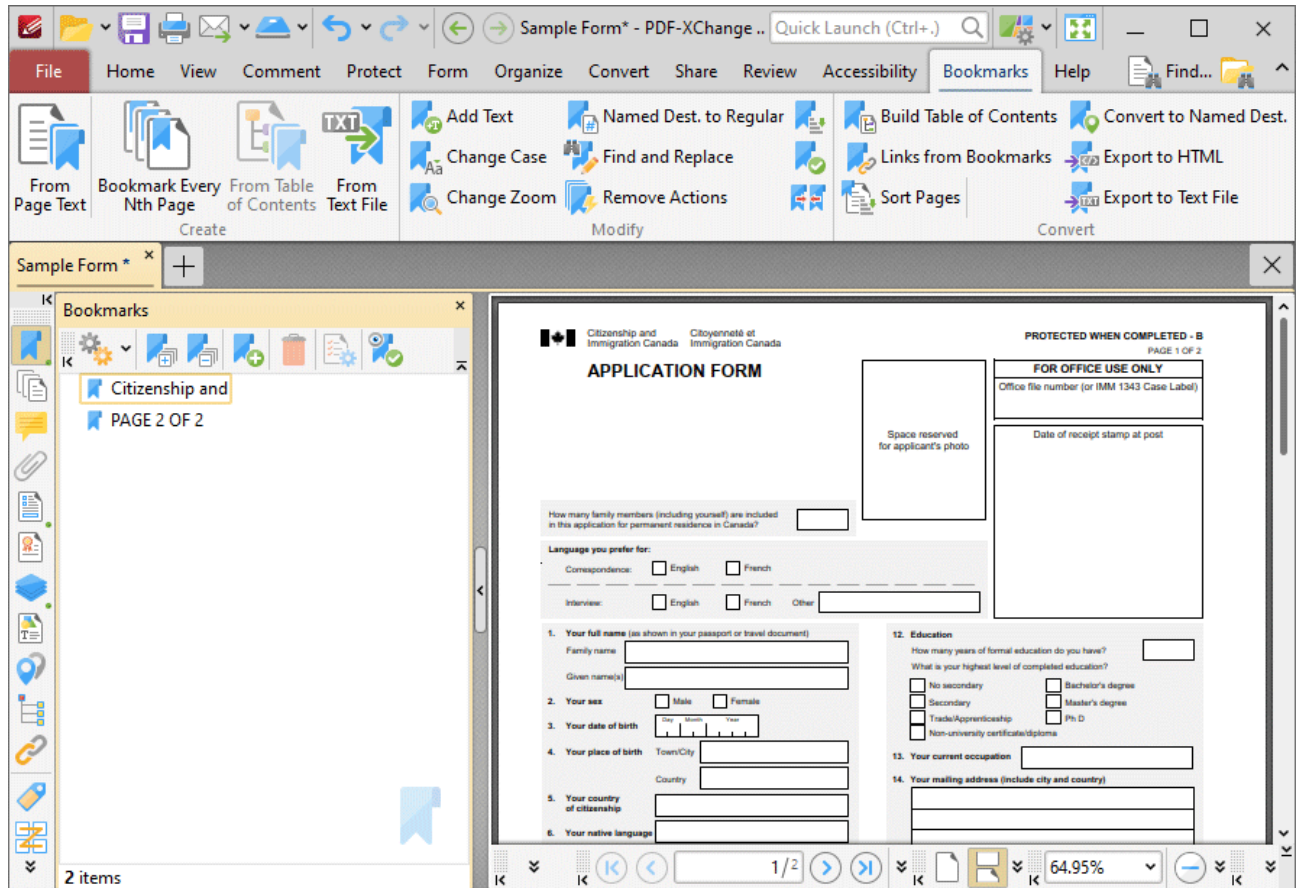 Sample Form* - PDF-XChange ..
Quick Launch (Ctrl+.)
File Home View Comment Protect Form Organize Convert Share Review Accessibility Bookmarks Help Find...
From Page Text
Bookmark Every Nth Page
From Table of Contents
From Text File
Create
TXT
Add Text
Change Case
Change Zoom
Named Dest. to Regular
Find and Replace
Remove Actions
Modify
Build Table of Contents
Links from Bookmarks
Sort Pages
Convert to Named Dest.
Export to HTML
Export to Text File
Convert
Sample Form *
Bookmarks
Citizenship and
PAGE 2 OF 2
2 items
Citizenship and Citoyenneté et
Immigration Canada Immigration Canada
PROTECTED WHEN COMPLETED - B
PAGE 1 OF 2
APPLICATION FORM
FOR OFFICE USE ONLY
Office file number (or IMM 1343 Case Label)
Space reserved
for applicant's photo
Date of receipt stamp at post
How many family members (including yourself) are included
in this application for permanent residence in Canada?
Language you prefer for:
Correspondence: English French
Interview: English French Other
1. Your full name (as shown in your passport or travel document)
Family name
Given name(s)
2. Your sex Male Female
3. Your date of birth Day Month Year
4. Your place of birth Town/City
Country
5. Your country
of citizenship
6. Your native language
12. Education
How many years of formal education do you have?
What is your highest level of completed education?
No secondary Bachelor's degree
Secondary Master's degree
Trade/Apprenticeship Ph D
Non-university certificate/diploma
13. Your current occupation
14. Your mailing address (include city and country)
1/2
64.95%